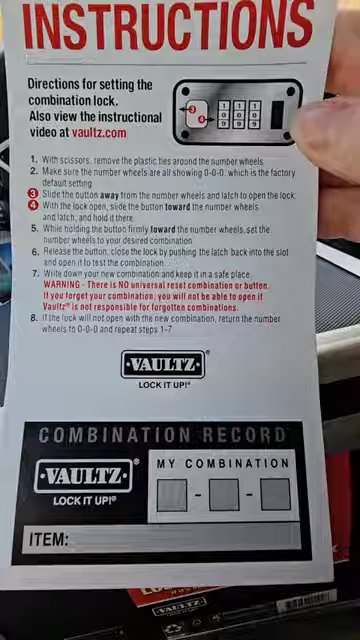 INSTRUCTIONS
Directions for setting the
combination lock.
Also view the instructional
video at vaultz.com
1. With scissors, remove the plastic ties around the number wheels.
2. Make sure the number wheels are all showing 0-0-0, which is the factory
default setting
3 Slide the button away from the number wheels and latch to open the lock.
4 With the lock open, slide the button toward the number wheels
and latch, and hold it there.
5. While holding the button firmly toward the number wheels, set the
number wheels to your desired combination
6. Release the button, close the lock by pushing the latch into the slot
and open it to test the combination.
7. Write down your new combination and keep it in a safe place.
WARNING - There is NO universal reset combination or button.
If you forget your combination, you will not be able to open it
Vaultz® is not responsible for forgotten combinations.
8. If the lock will not open with the new combination, return the number
wheels to 0-0-0 and repeat steps 1-7
VAULTZ®
LOCK IT UP!®
COMBINATION RECORD
VAULTZ®
LOCK IT UP!®
MY COMBINATION
- -
ITEM:
VAULTZ